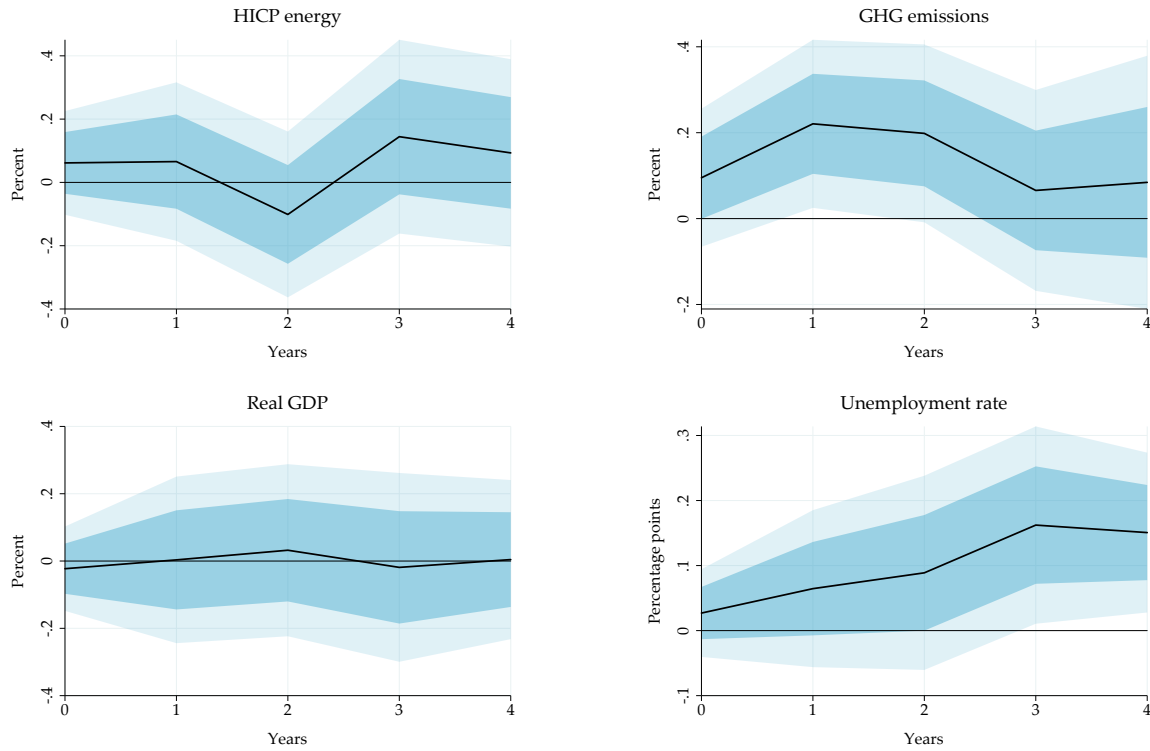 HICP energy
Percent
.4
.2
0
-.2
-.4
0 1 2 3 4
Years
GHG emissions
Percent
.4
.2
0
-.2
0 1 2 3 4
Years
Real GDP
Percent
.4
.2
0
-.2
-.4
0 1 2 3 4
Years
Unemployment rate
Percentage points
.3
.2
.1
0
-.1
0 1 2 3 4
Years